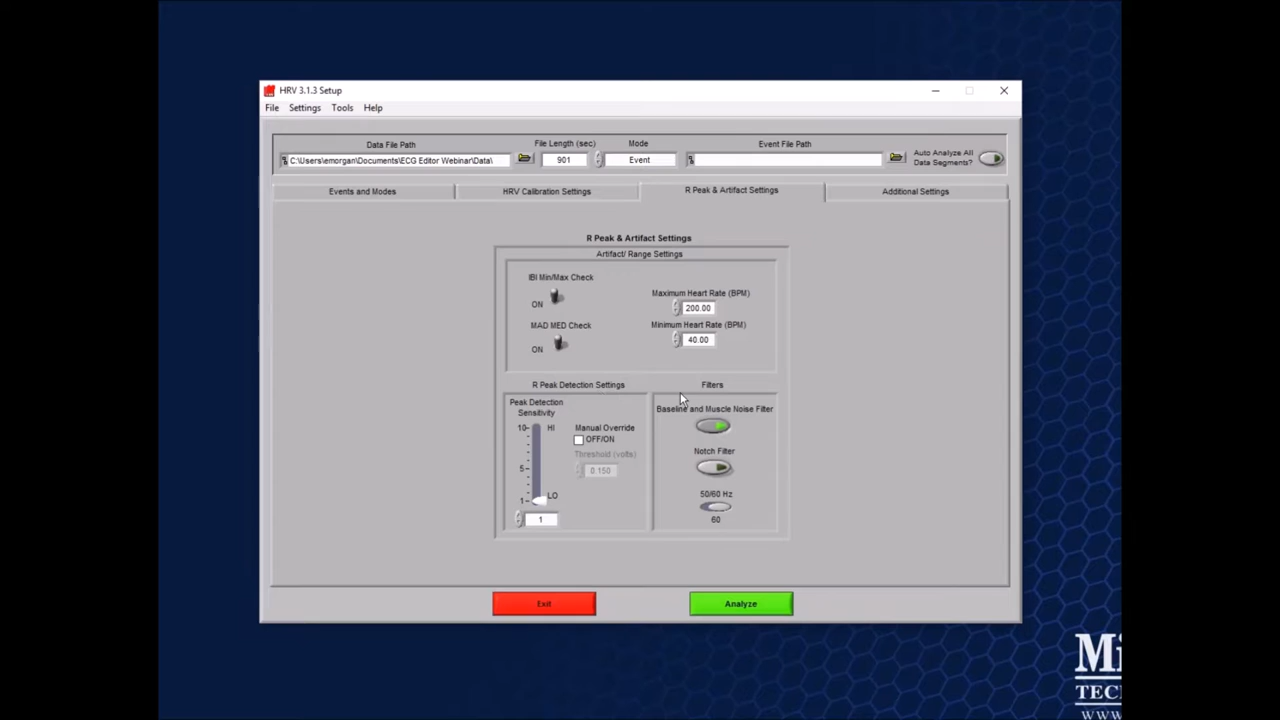 HRV 3.1.3 Setup
File Settings Tools Help
Data File Path File Length (sec) Mode Event File Path
C:\Users\emorgan\Documents\ECG Editor Webinar\Data\ 901 Event
Auto Analyze All
Data Segments?
Events and Modes HRV Calibration Settings R Peak & Artifact Settings Additional Settings
R Peak & Artifact Settings
Artifact/ Range Settings
IBI Min/Max Check
ON
Maximum Heart Rate (BPM)
200.00
MAD MED Check
ON
Minimum Heart Rate (BPM)
40.00
R Peak Detection Settings
Peak Detection
Sensitivity
10 HI
5
1 LO
1
Manual Override
OFF/ON
Threshold (volts)
0.150
Filters
Baseline and Muscle Noise Filter
Notch Filter
50/60 Hz
60
Exit Analyze
Mi
TEC
WWW